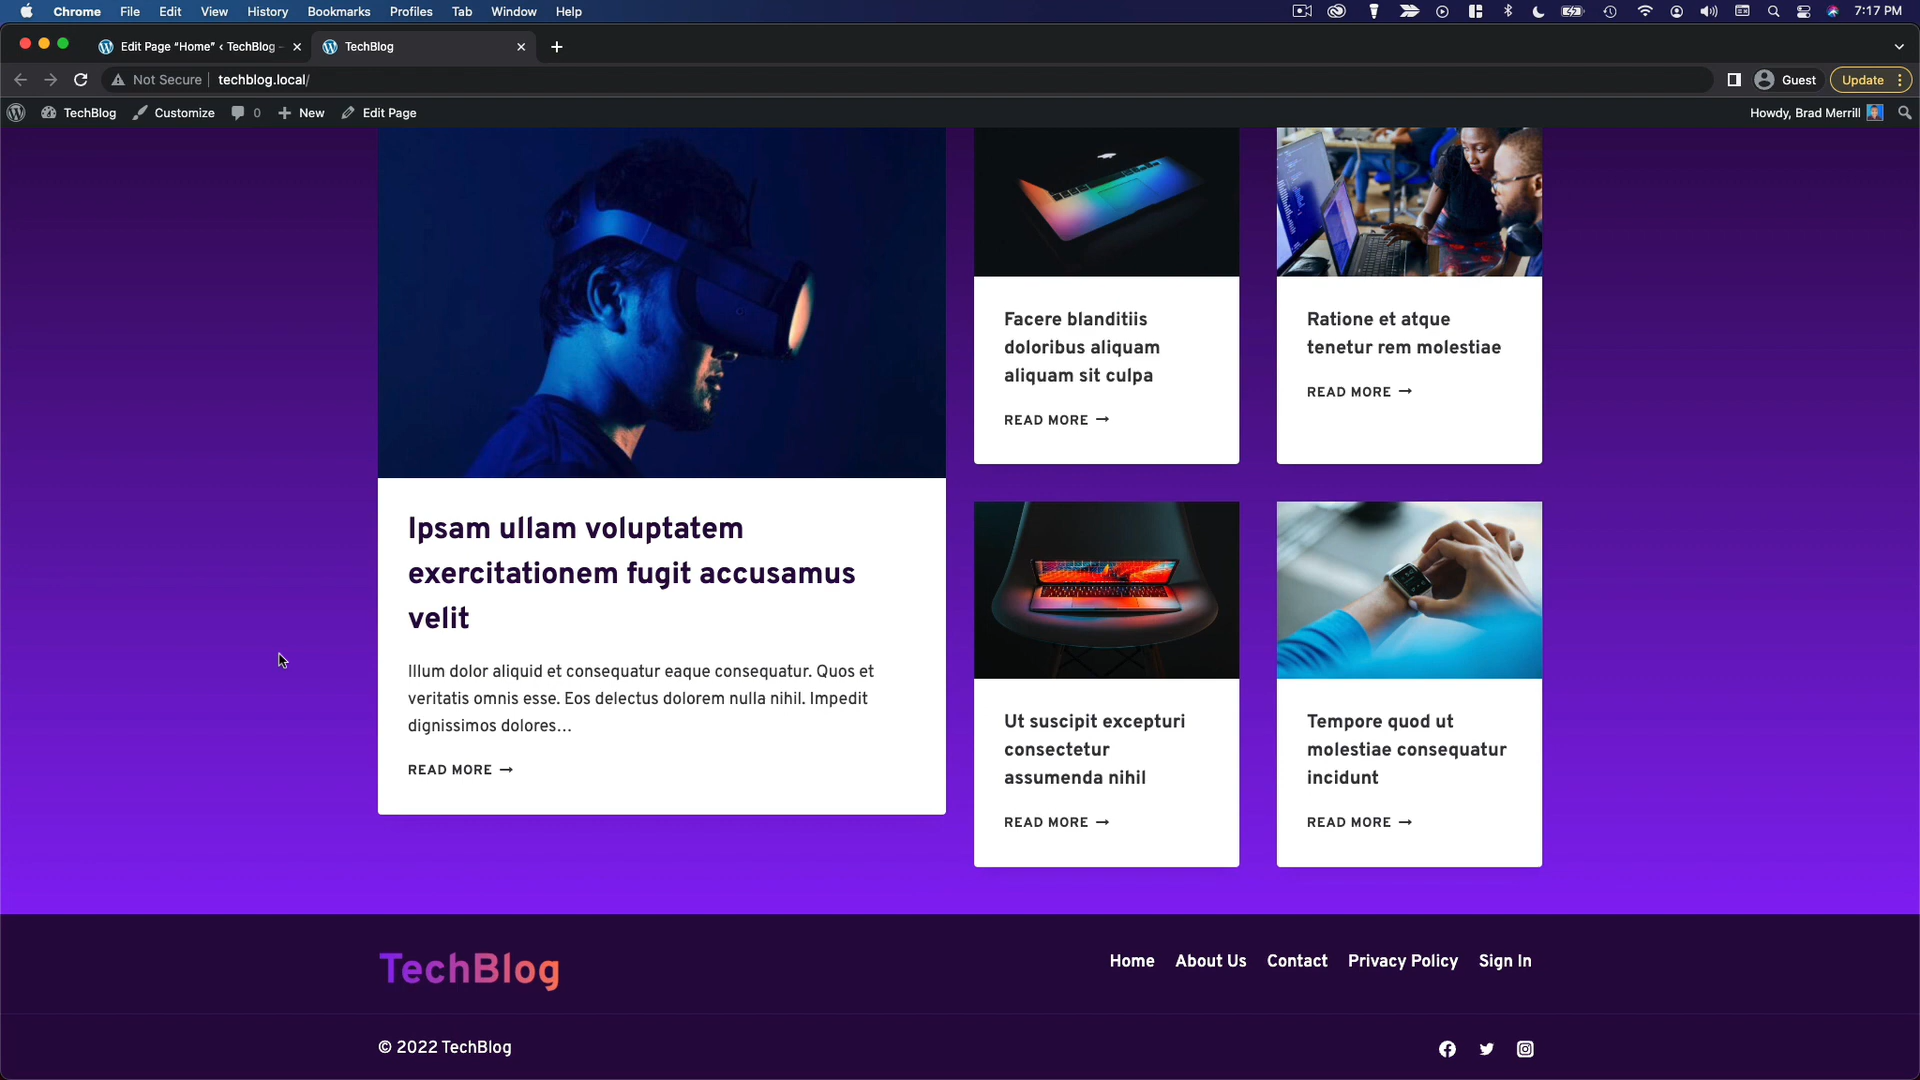 Chrome File Edit View History Bookmarks Profiles Tab Window Help 7:17 PM
Edit Page “Home” ‹ TechBlog – TechBlog
Not Secure techblog.local/ Guest Update
TechBlog Customize 0 New Edit Page Howdy, Brad Merrill
Ipsam ullam voluptatem
exercitationem fugit accusamus
velit
Illum dolor aliquid et consequatur eaque consequatur. Quos et
veritatis omnis esse. Eos delectus dolorem nulla nihil. Impedit
dignissimos dolores…
READ MORE
Facere blanditiis
doloribus aliquam
aliquam sit culpa
READ MORE
Ratione et atque
tenetur rem molestiae
READ MORE
Ut suscipit excepturi
consectetur
assumenda nihil
READ MORE
Tempore quod ut
molestiae consequatur
incidunt
READ MORE
TechBlog
Home About Us Contact Privacy Policy Sign In
© 2022 TechBlog